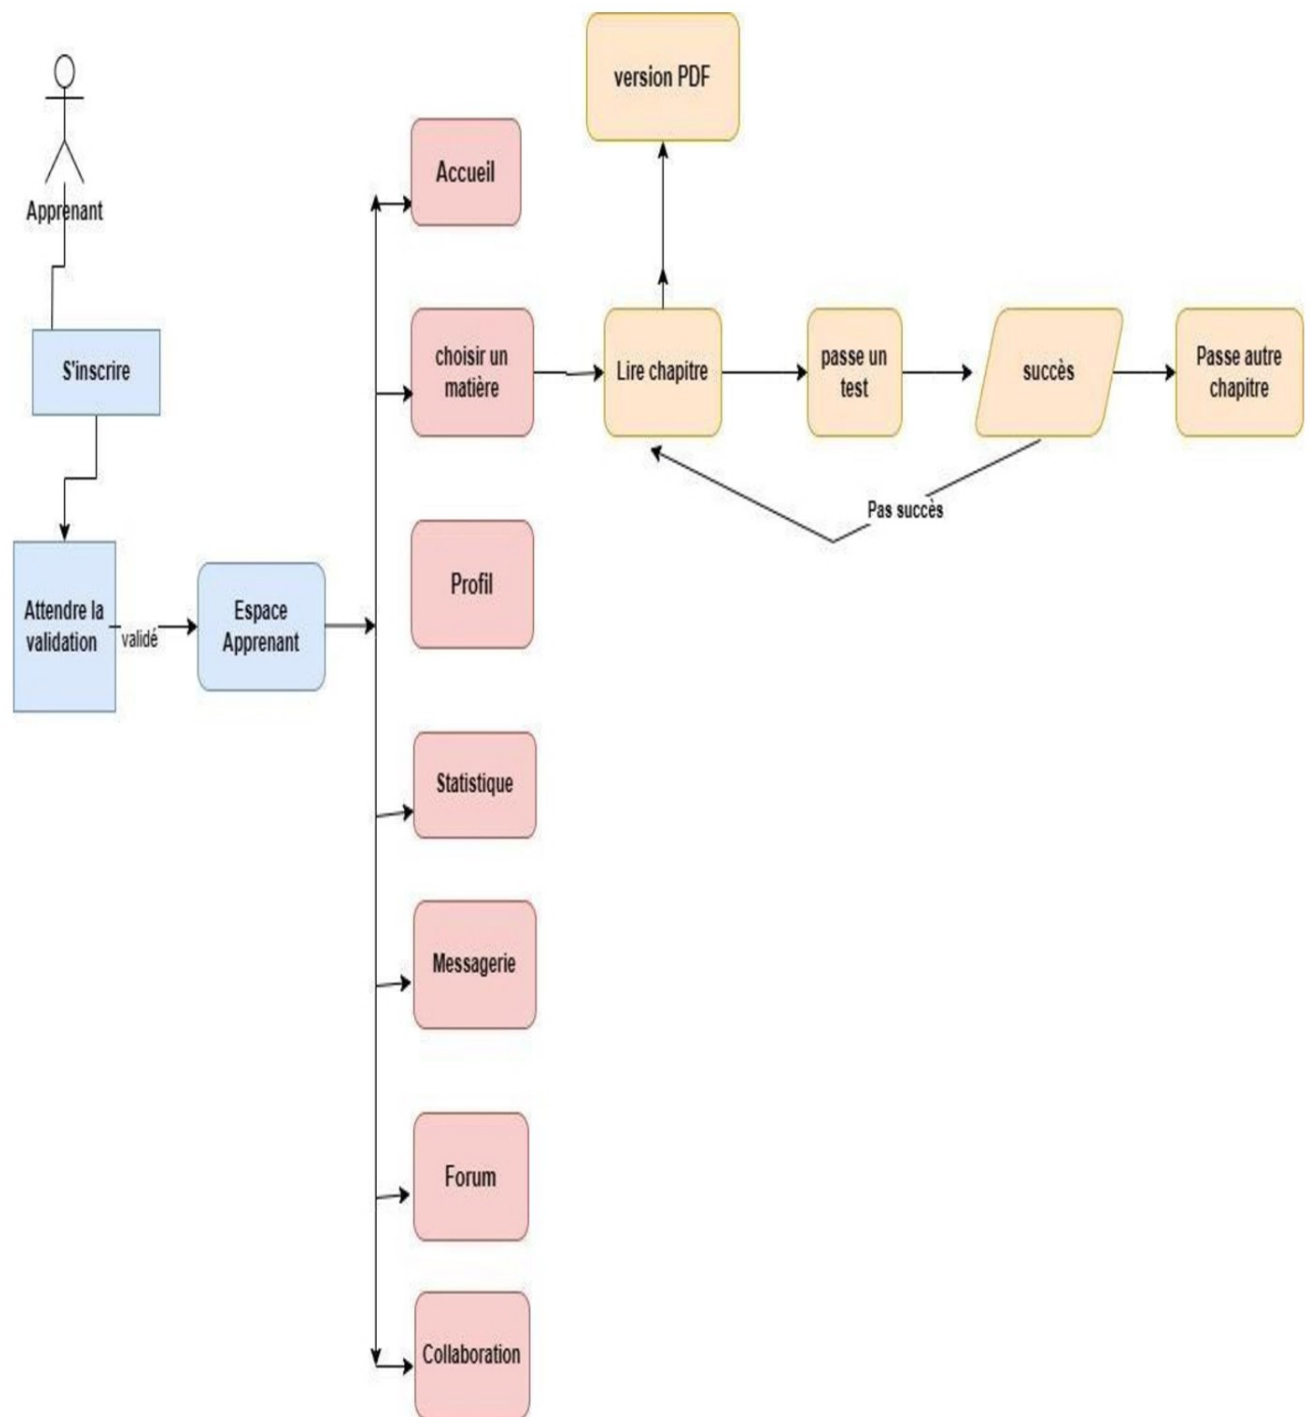 version PDF
Accueil
Apprenant
S'inscrire
choisir un
matière
Lire chapitre
passe un
test
succès
Passe autre
chapitre
Pas succès
Profil
Attendre la
validation
validé
Espace
Apprenant
Statistique
Messagerie
Forum
Collaboration